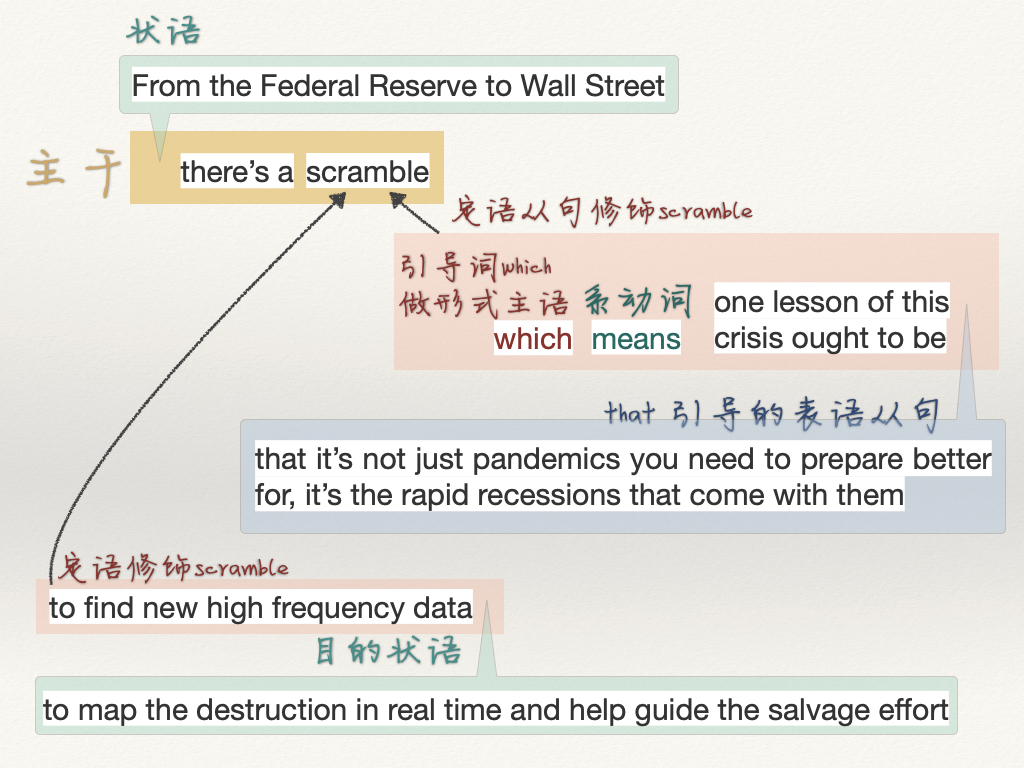 状语
From the Federal Reserve to Wall Street
主干
there’s a scramble
定语从句修饰scramble
引导词which
做形式主语 系动词 one lesson of this
which means crisis ought to be
that 引导的表语从句
that it’s not just pandemics you need to prepare better
for, it’s the rapid recessions that come with them
定语修饰scramble
to find new high frequency data
目的状语
to map the destruction in real time and help guide the salvage effort